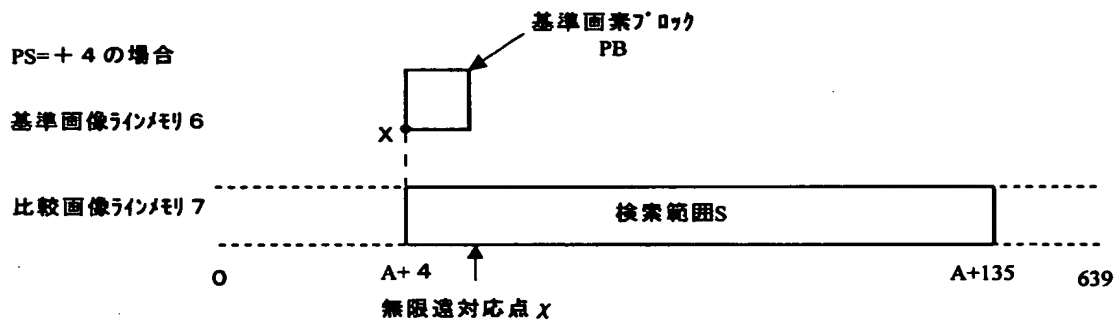 基準画素ブロック
PB
PS=+4の場合
基準画像ラインメモリ6
X
比較画像ラインメモリ7
検索範囲S
0
A+4
A+135
639
無限遠対応点χ